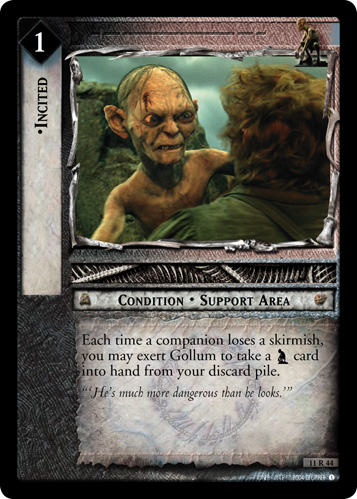 1
•INCITED
CONDITION • SUPPORT AREA
Each time a companion loses a skirmish,
you may exert Gollum to take a card
into hand from your discard pile.
“‘He’s much more dangerous than he looks.’”
11 R 44